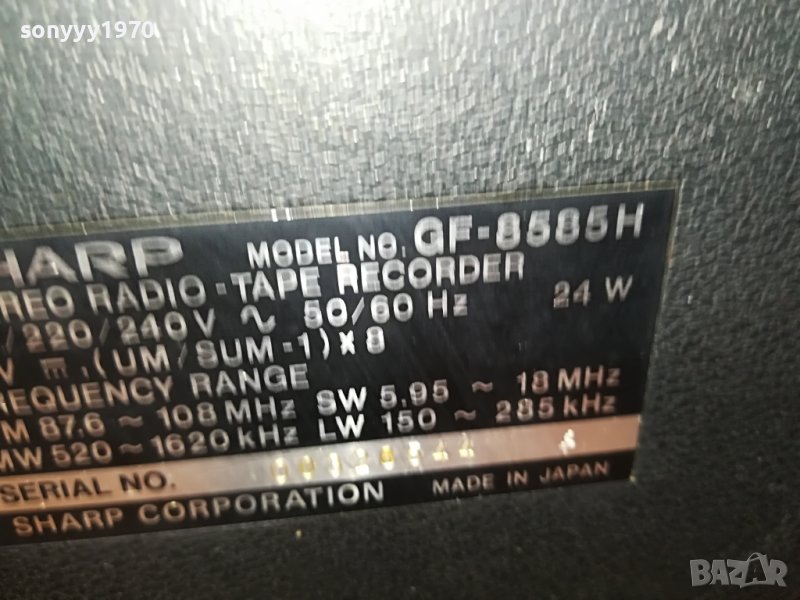 sonyyy1970
HARP MODEL NO. GF-8585H
REO RADIO-TAPE RECORDER
/220/240V ~ 50/60 Hz 24 W
V ⎓ (UM/SUM-1)×8
REQUENCY RANGE
M 87.6 ~ 108 MHz SW 5.95 ~ 18 MHz
MW 520 ~ 1620 kHz LW 150 ~ 285 kHz
SERIAL NO.
SHARP CORPORATION MADE IN JAPAN
BAZAR